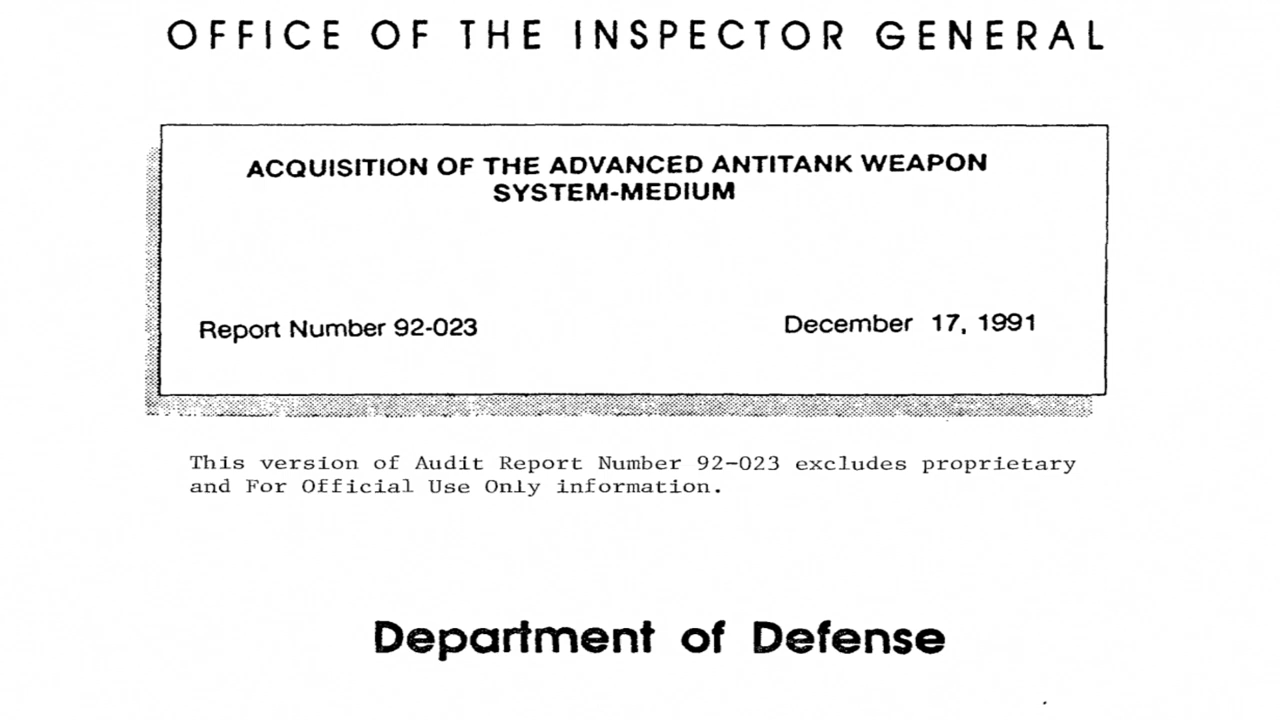 OFFICE OF THE INSPECTOR GENERAL
ACQUISITION OF THE ADVANCED ANTITANK WEAPON
SYSTEM-MEDIUM
Report Number 92-023
December 17, 1991
This version of Audit Report Number 92-023 excludes proprietary
and For Official Use Only information.
Department of Defense